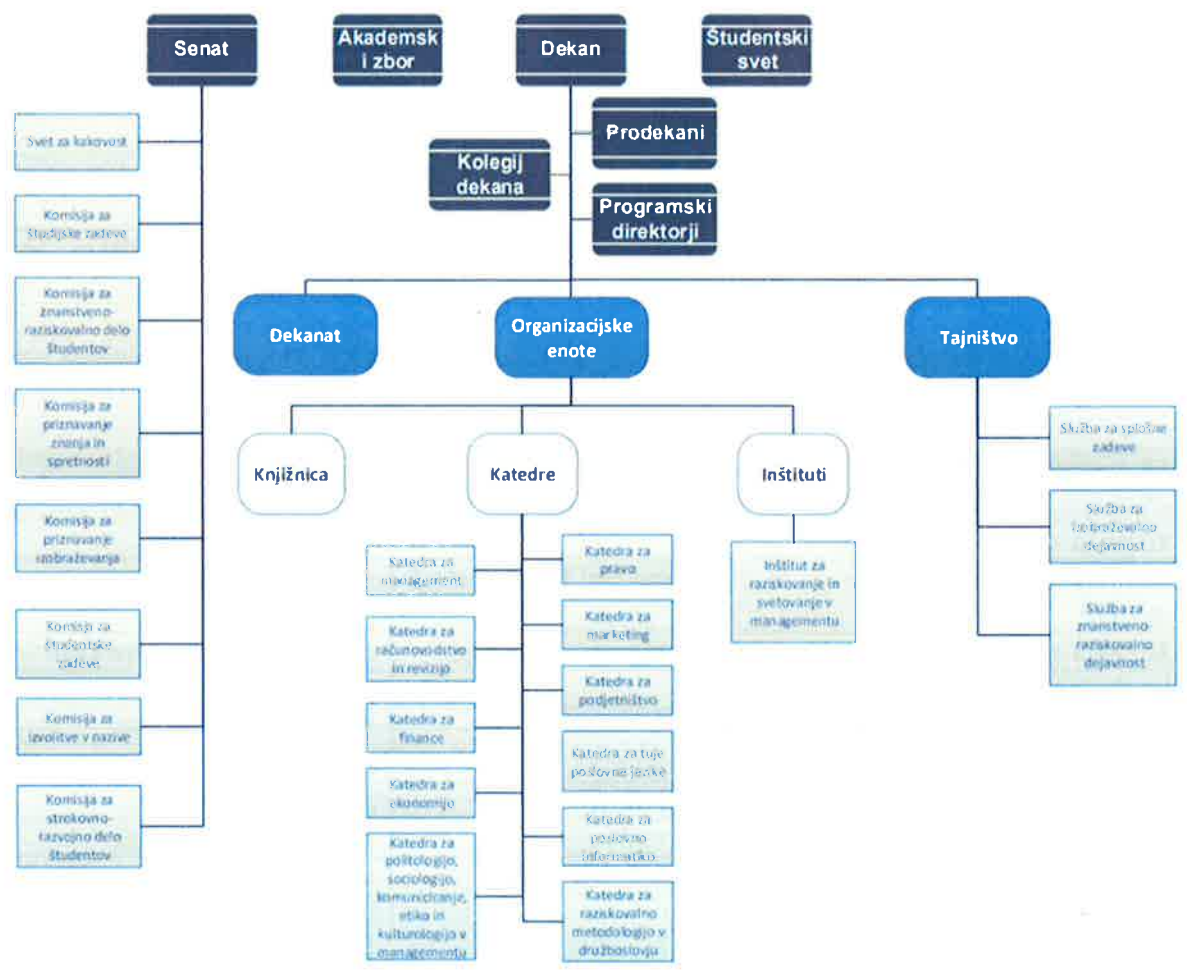 Senat
Akademsk
i zbor
Dekan
Študentski
svet
Prodekani
Kolegij
dekana
Programski
direktorji
Svet za kakovost
Komisija za
študijske zadeve
Komisija za
znanstveno-
raziskovalno delo
študentov
Komisija za
priznavanje
znanja in
spretnosti
Komisija za
priznavanje
izobraževanja
Komisija za
študentske
zadeve
Komisija za
izvolitve v nazive
Komisija za
strokovno-
razvojno delo
študentov
Dekanat
Organizacijske
enote
Tajništvo
Knjižnica
Katedre
Inštituti
Katedra za
management
Katedra za
računovodstvo
in revizijo
Katedra za
finance
Katedra za
ekonomijo
Katedra za
politologijo,
sociologijo,
komuniciranje,
etiko in
kulturologijo v
managementu
Katedra za
pravo
Katedra za
marketing
Katedra za
podjetništvo
Katedra za tuje
poslovne jezike
Katedra za
poslovno
informatiko
Katedra za
raziskovalno
metodologijo v
družboslovju
Inštitut za
raziskovanje in
svetovanje v
managementu
Služba za splošne
zadeve
Služba za
izobraževalno
dejavnost
Služba za
znanstveno-
raziskovalno
dejavnost